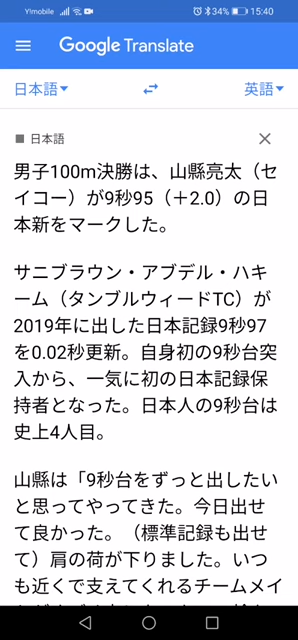 Y!mobile 34% 15:40
Google Translate
日本語 英語
日本語
男子100m決勝は、山縣亮太（セ
イコー）が9秒95（＋2.0）の日
本新をマークした。
サニブラウン・アブデル・ハキ
ーム（タンブルウィードTC）が
2019年に出した日本記録9秒97
を0.02秒更新。自身初の9秒台突
入から、一気に初の日本記録保
持者となった。日本人の9秒台は
史上4人目。
山縣は「9秒台をずっと出したい
と思ってやってきた。今日出せ
て良かった。（標準記録も出せ
て）肩の荷が下りました。いつ
も近くで支えてくれるチームメイ